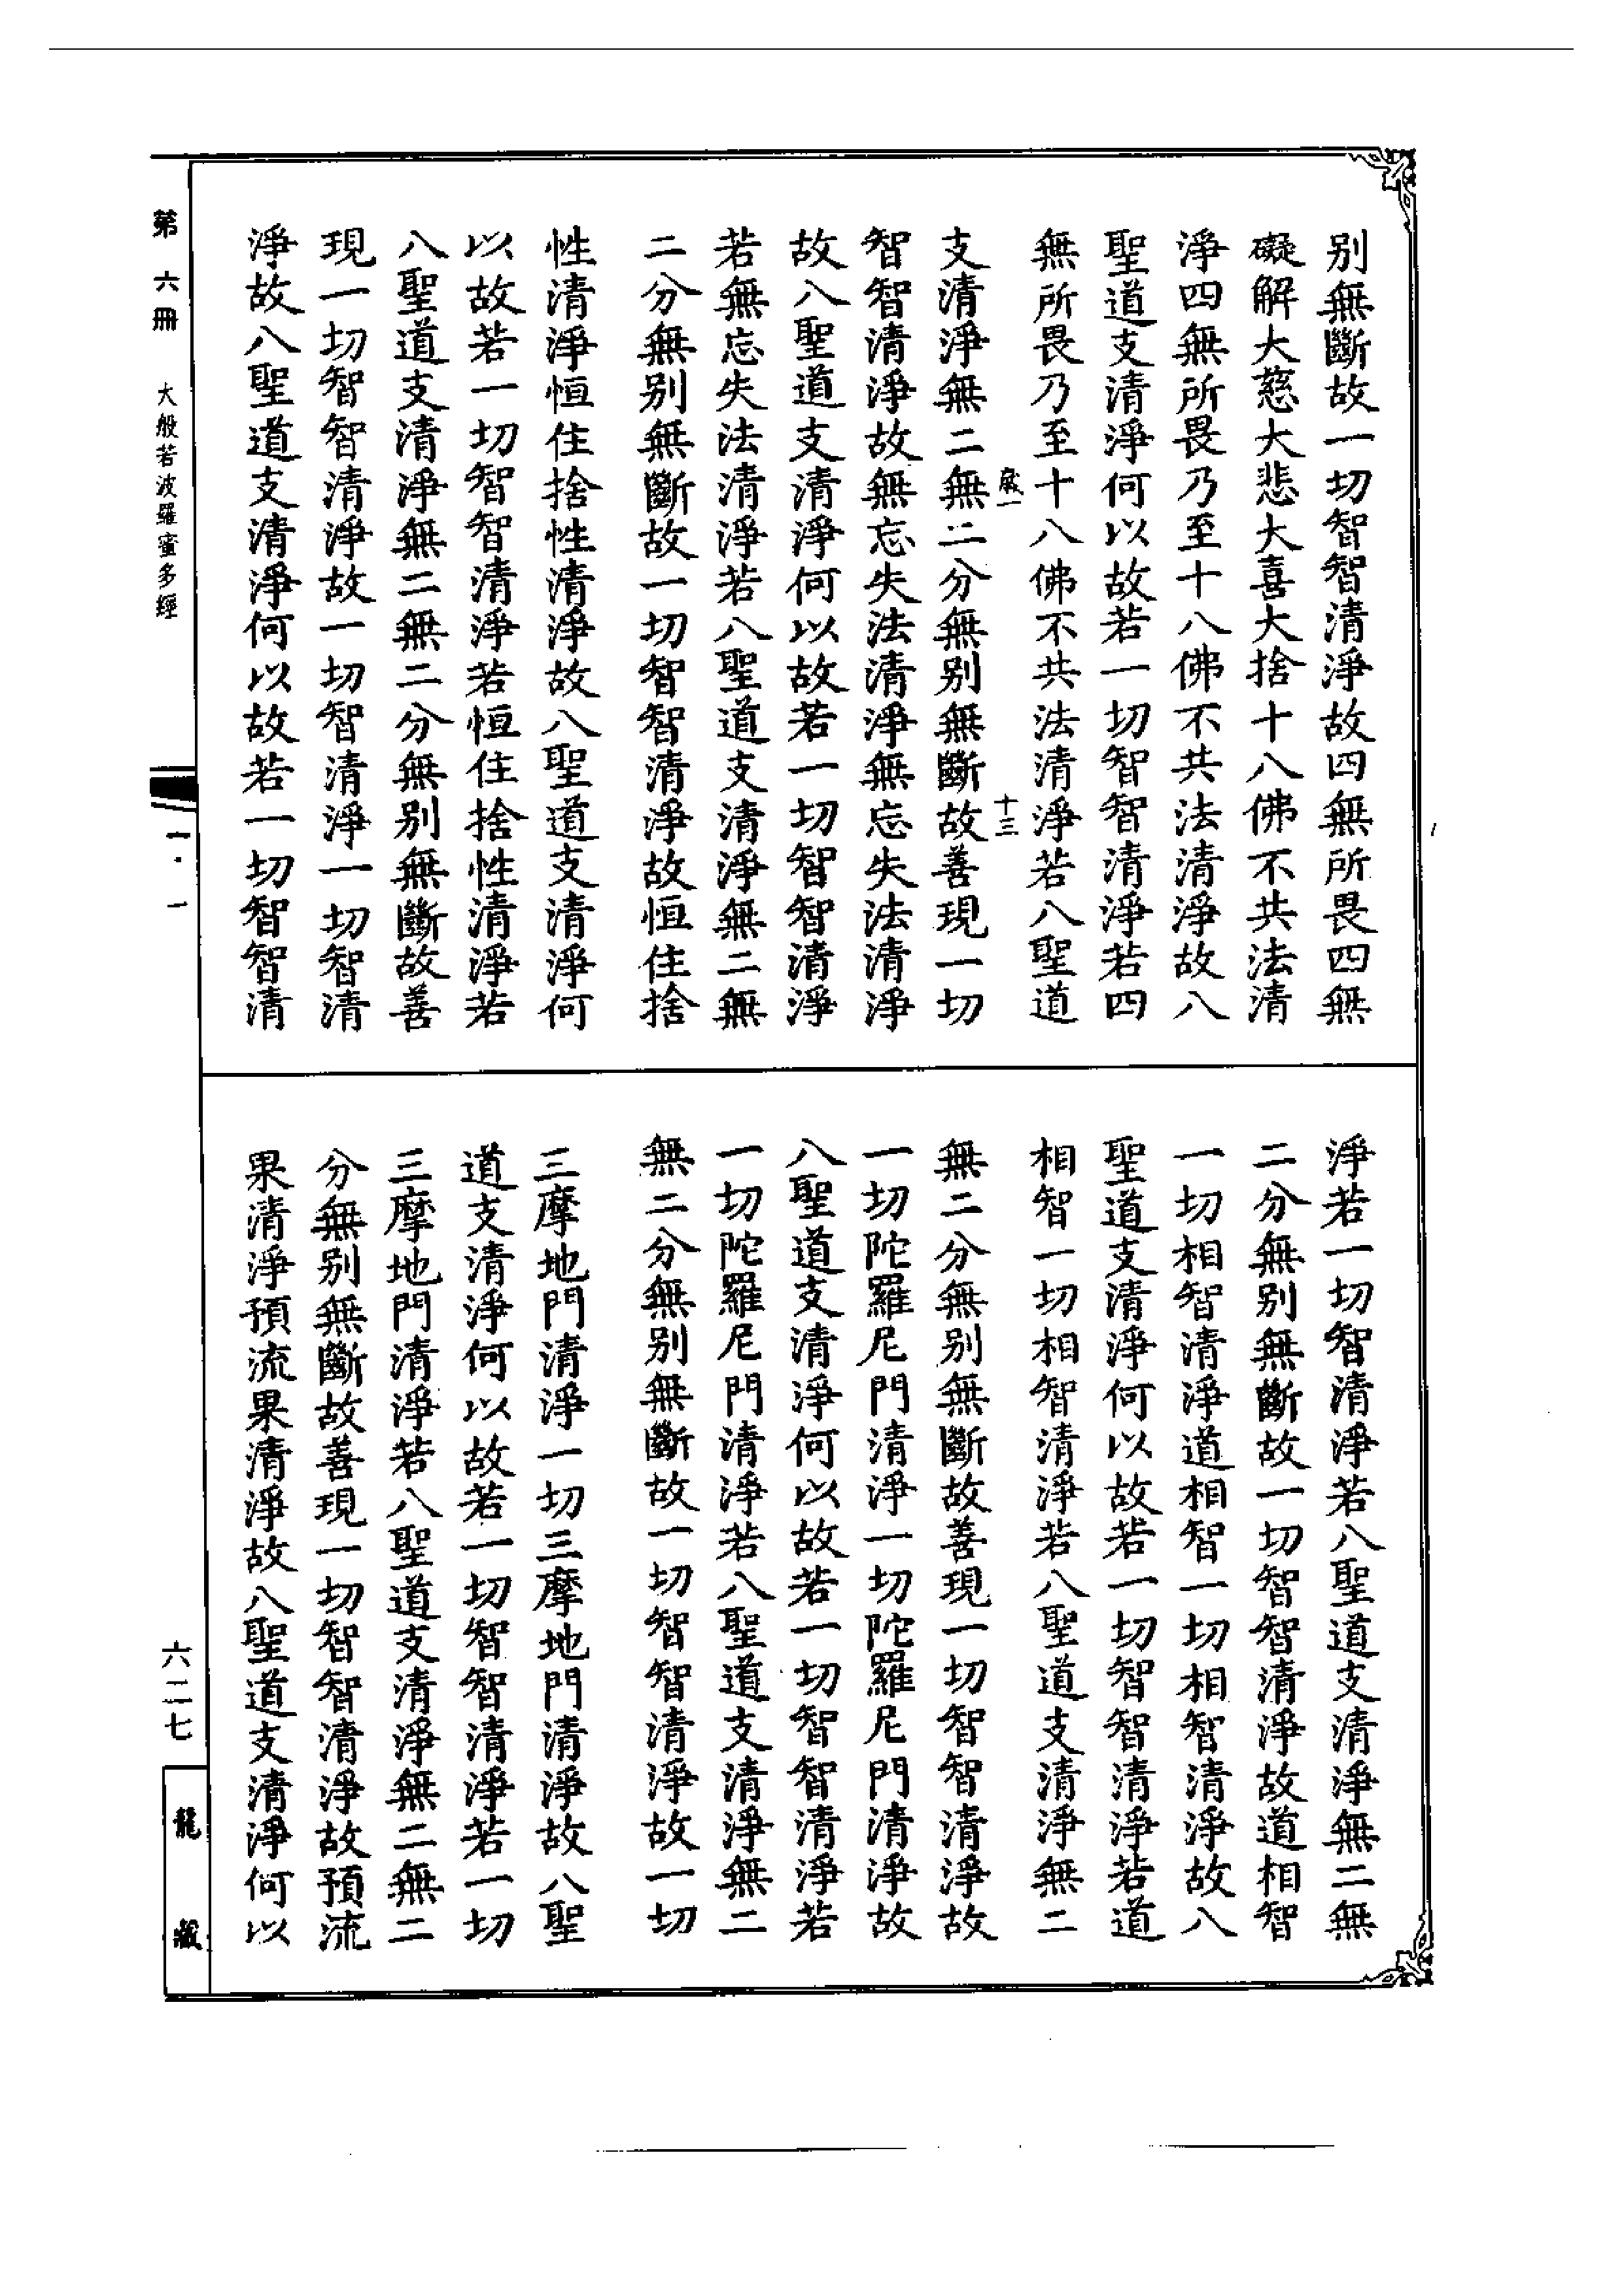 別無斷故一切智智清淨故四無所畏四無
礙解大慈大悲大喜大捨十八佛不共法清
淨四無所畏乃至十八佛不共法清淨故八
聖道支清淨何以故若一切智智清淨若四
無所畏乃至十八佛不共法清淨若八聖道
十三
支清淨無二無二分無別無斷故善現一切
智智清淨故無忘失法清淨無忘失法清淨
故八聖道支清淨何以故若一切智智清淨
若無忘失法清淨若八聖道支清淨無二無
二分無別無斷故一切智智清淨故恒住捨
性清淨恒住捨性清淨故八聖道支清淨何
以故若一切智智清淨若恒住捨性清淨若
八聖道支清淨無二無二分無別無斷故善
現一切智智清淨故一切智清淨一切智清
淨故八聖道支清淨何以故若一切智智清
淨若一切智清淨若八聖道支清淨無二無
二分無別無斷故一切智智清淨故道相智
一切相智清淨道相智一切相智清淨故八
聖道支清淨何以故若一切智智清淨若道
相智一切相智清淨若八聖道支清淨無二
無二分無別無斷故善現一切智智清淨故
一切陀羅尼門清淨一切陀羅尼門清淨故
八聖道支清淨何以故若一切智智清淨若
一切陀羅尼門清淨若八聖道支清淨無二
無二分無別無斷故一切智智清淨故一切
三摩地門清淨一切三摩地門清淨故八聖
道支清淨何以故若一切智智清淨若一切
三摩地門清淨若八聖道支清淨無二無二
分無別無斷故善現一切智智清淨故預流
果清淨預流果清淨故八聖道支清淨何以
第六冊 大般若波羅蜜多經
一·一
六二七
龍藏